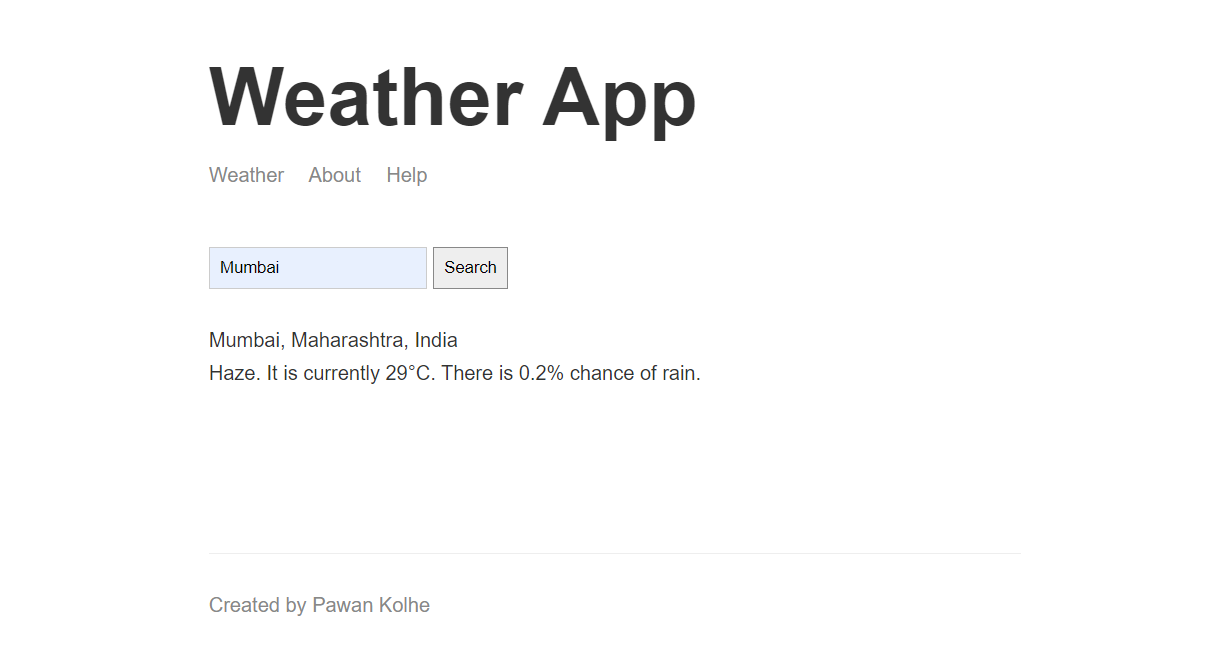 Weather App
Weather About Help
Mumbai Search
Mumbai, Maharashtra, India
Haze. It is currently 29°C. There is 0.2% chance of rain.
Created by Pawan Kolhe